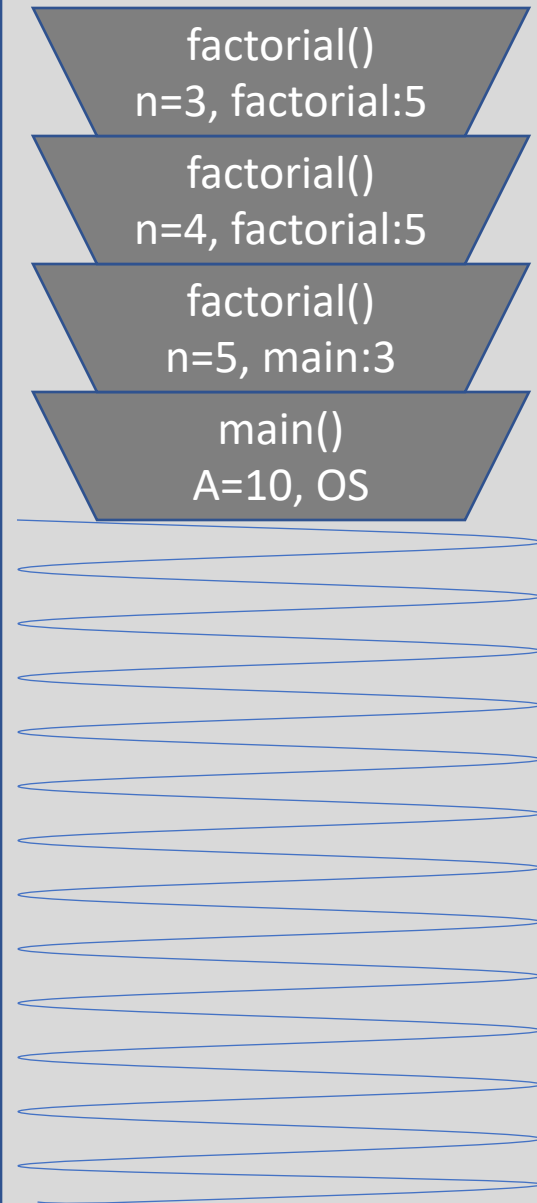 factorial()
n=3, factorial:5
factorial()
n=4, factorial:5
factorial()
n=5, main:3
main()
A=10, OS